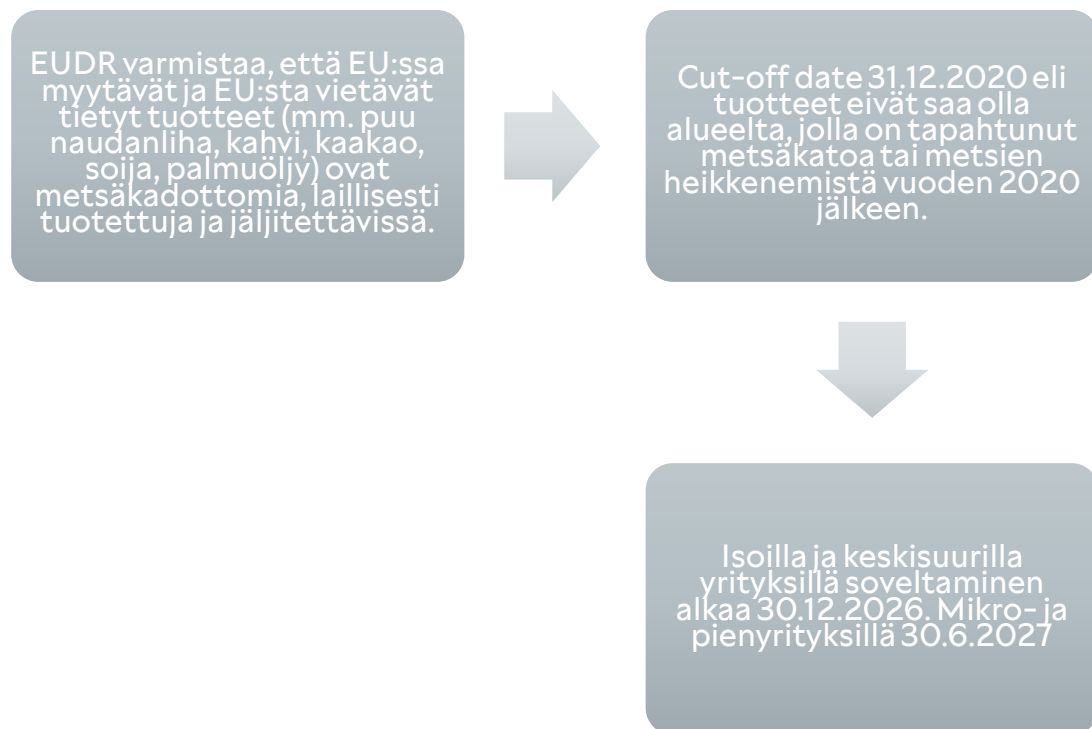 EUDR varmistaa, että EU:ssa
myytävät ja EU:sta vietävät
tietyt tuotteet (mm. puu
naudanliha, kahvi, kaakao,
soija, palmuöljy) ovat
metsäkadottomia, laillisesti
tuotettuja ja jäljitettävissä.
Cut-off date 31.12.2020 eli
tuotteet eivät saa olla
alueelta, jolla on tapahtunut
metsäkatoa tai metsien
heikkenemistä vuoden 2020
jälkeen.
Isoilla ja keskisuurilla
yrityksillä soveltaminen
alkaa 30.12.2026. Mikro- ja
pienyrityksillä 30.6.2027